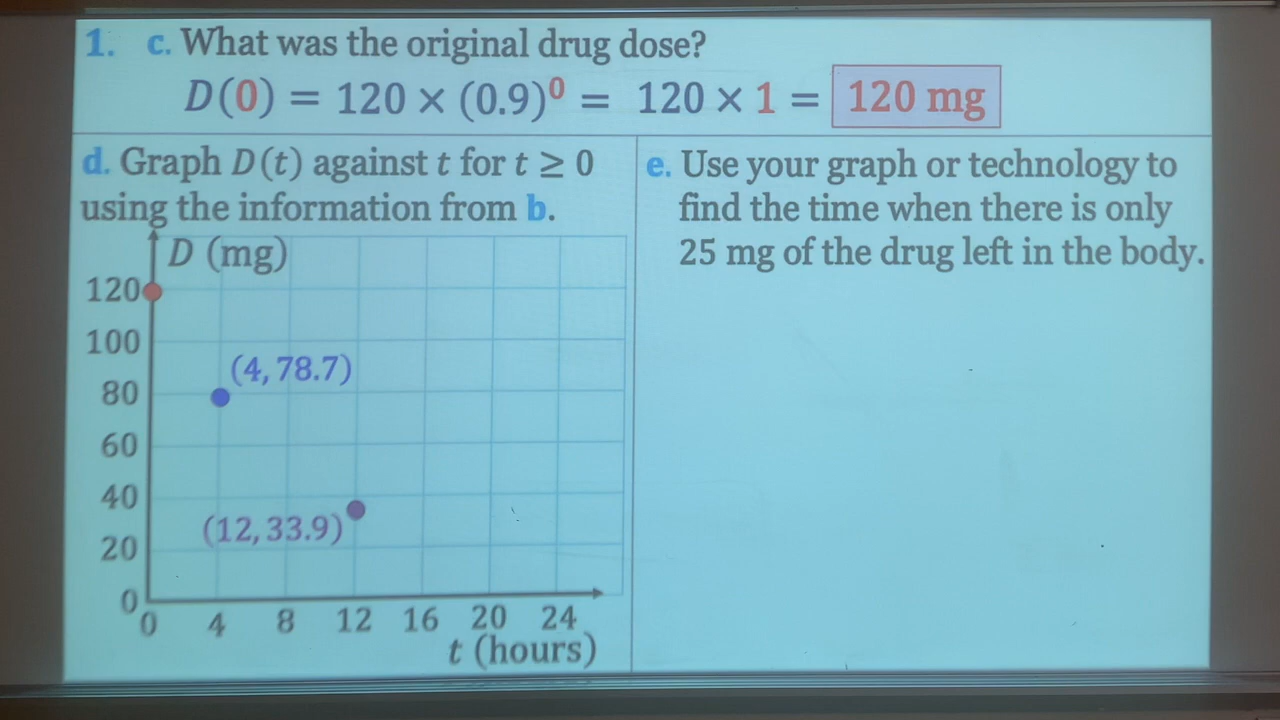 1. c. What was the original drug dose?
D(0) = 120 × (0.9)⁰ = 120 × 1 = 120 mg
d. Graph D(t) against t for t ≥ 0
using the information from b.
D (mg)
120
100
(4, 78.7)
80
60
40
(12, 33.9)
20
0
0 4 8 12 16 20 24
t (hours)
e. Use your graph or technology to
find the time when there is only
25 mg of the drug left in the body.